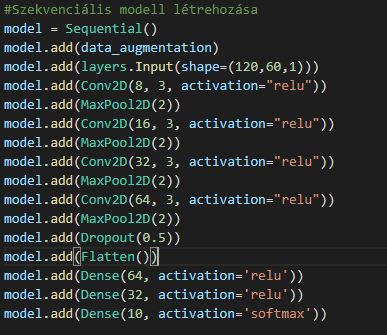 #Szekvenciális modell létrehozása
model = Sequential()
model.add(data_augmentation)
model.add(layers.Input(shape=(120,60,1)))
model.add(Conv2D(8, 3, activation="relu"))
model.add(MaxPool2D(2))
model.add(Conv2D(16, 3, activation="relu"))
model.add(MaxPool2D(2))
model.add(Conv2D(32, 3, activation="relu"))
model.add(MaxPool2D(2))
model.add(Conv2D(64, 3, activation="relu"))
model.add(MaxPool2D(2))
model.add(Dropout(0.5))
model.add(Flatten())
model.add(Dense(64, activation='relu'))
model.add(Dense(32, activation='relu'))
model.add(Dense(10, activation='softmax'))